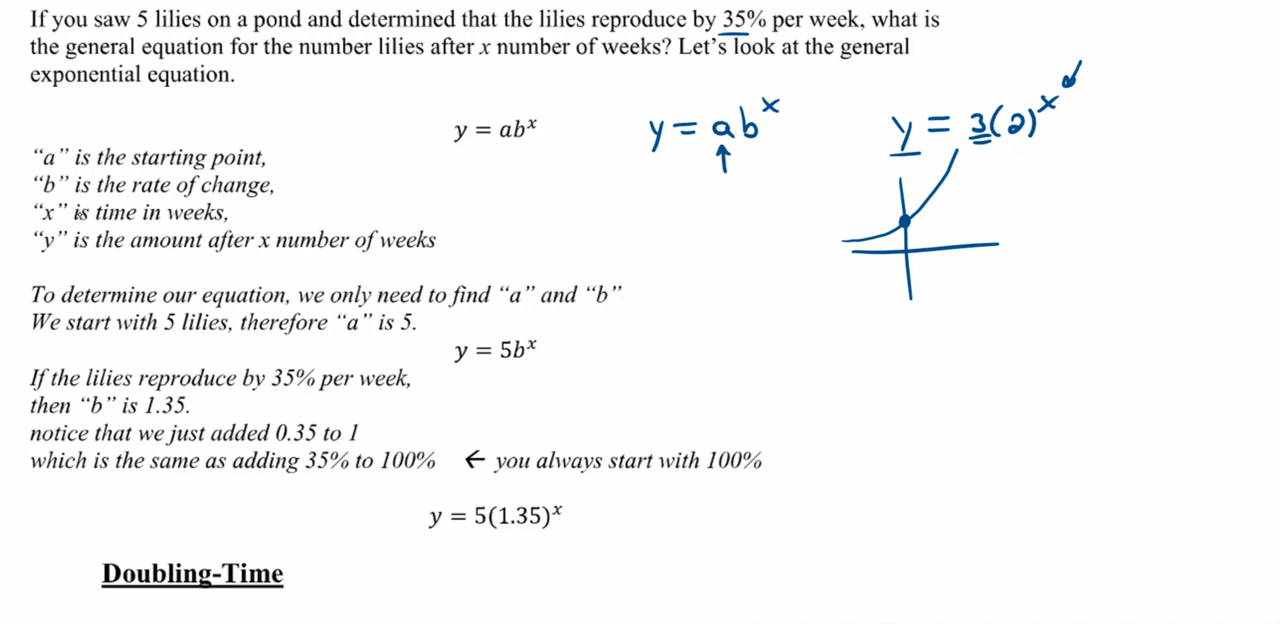 If you saw 5 lilies on a pond and determined that the lilies reproduce by 35% per week, what is
the general equation for the number lilies after x number of weeks? Let's look at the general
exponential equation.
y = abˣ
y = abˣ
y = 3(2)ˣ
“a” is the starting point,
“b” is the rate of change,
“x” is time in weeks,
“y” is the amount after x number of weeks
To determine our equation, we only need to find “a” and “b”
We start with 5 lilies, therefore “a” is 5.
y = 5bˣ
If the lilies reproduce by 35% per week,
then “b” is 1.35.
notice that we just added 0.35 to 1
which is the same as adding 35% to 100% ← you always start with 100%
y = 5(1.35)ˣ
Doubling-Time